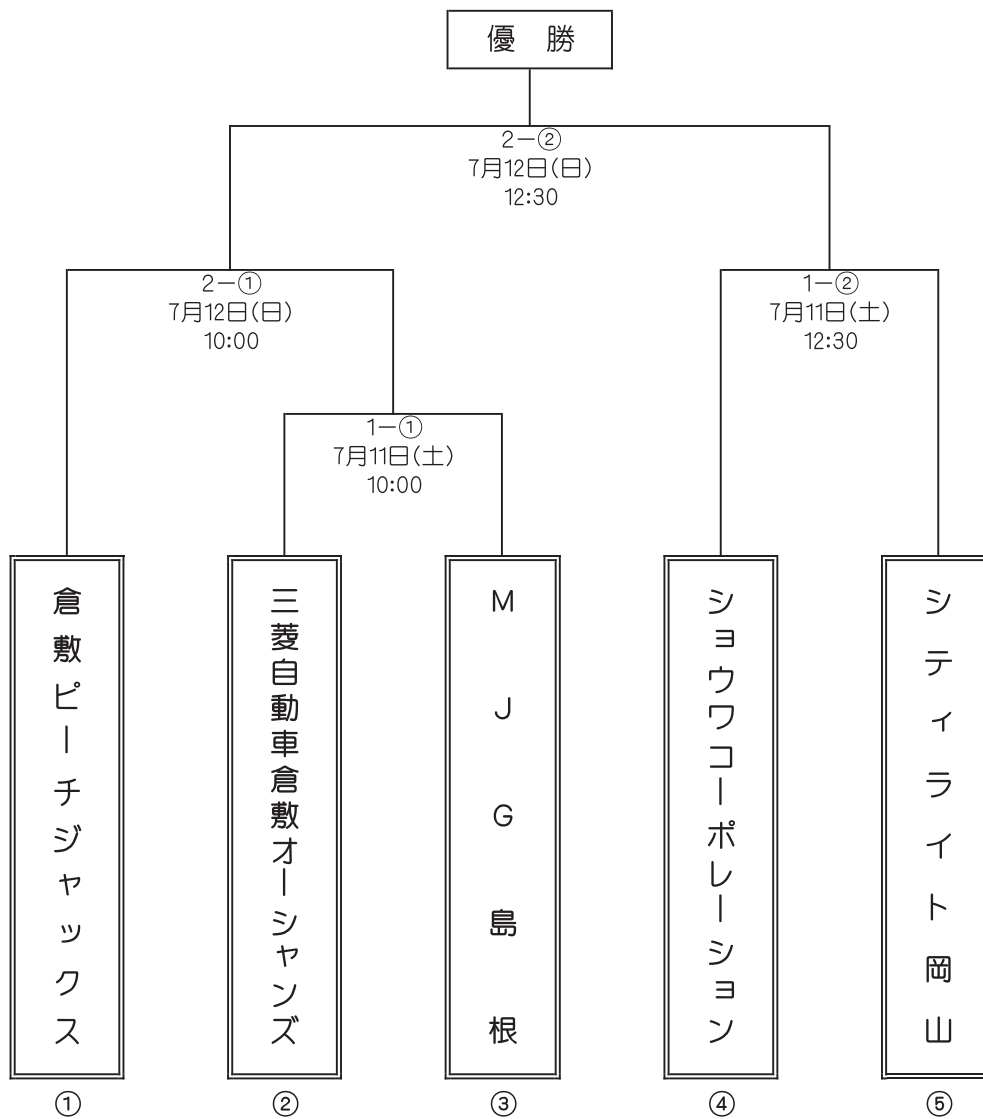 優　勝
2－②
7月12日(日)
12:30
2－①
7月12日(日)
10:00
1－②
7月11日(土)
12:30
1－①
7月11日(土)
10:00
倉敷ピーチジャックス
三菱自動車倉敷オーシャンズ
MJG島根
ショウワコーポレーション
シティライト岡山
①
②
③
④
⑤